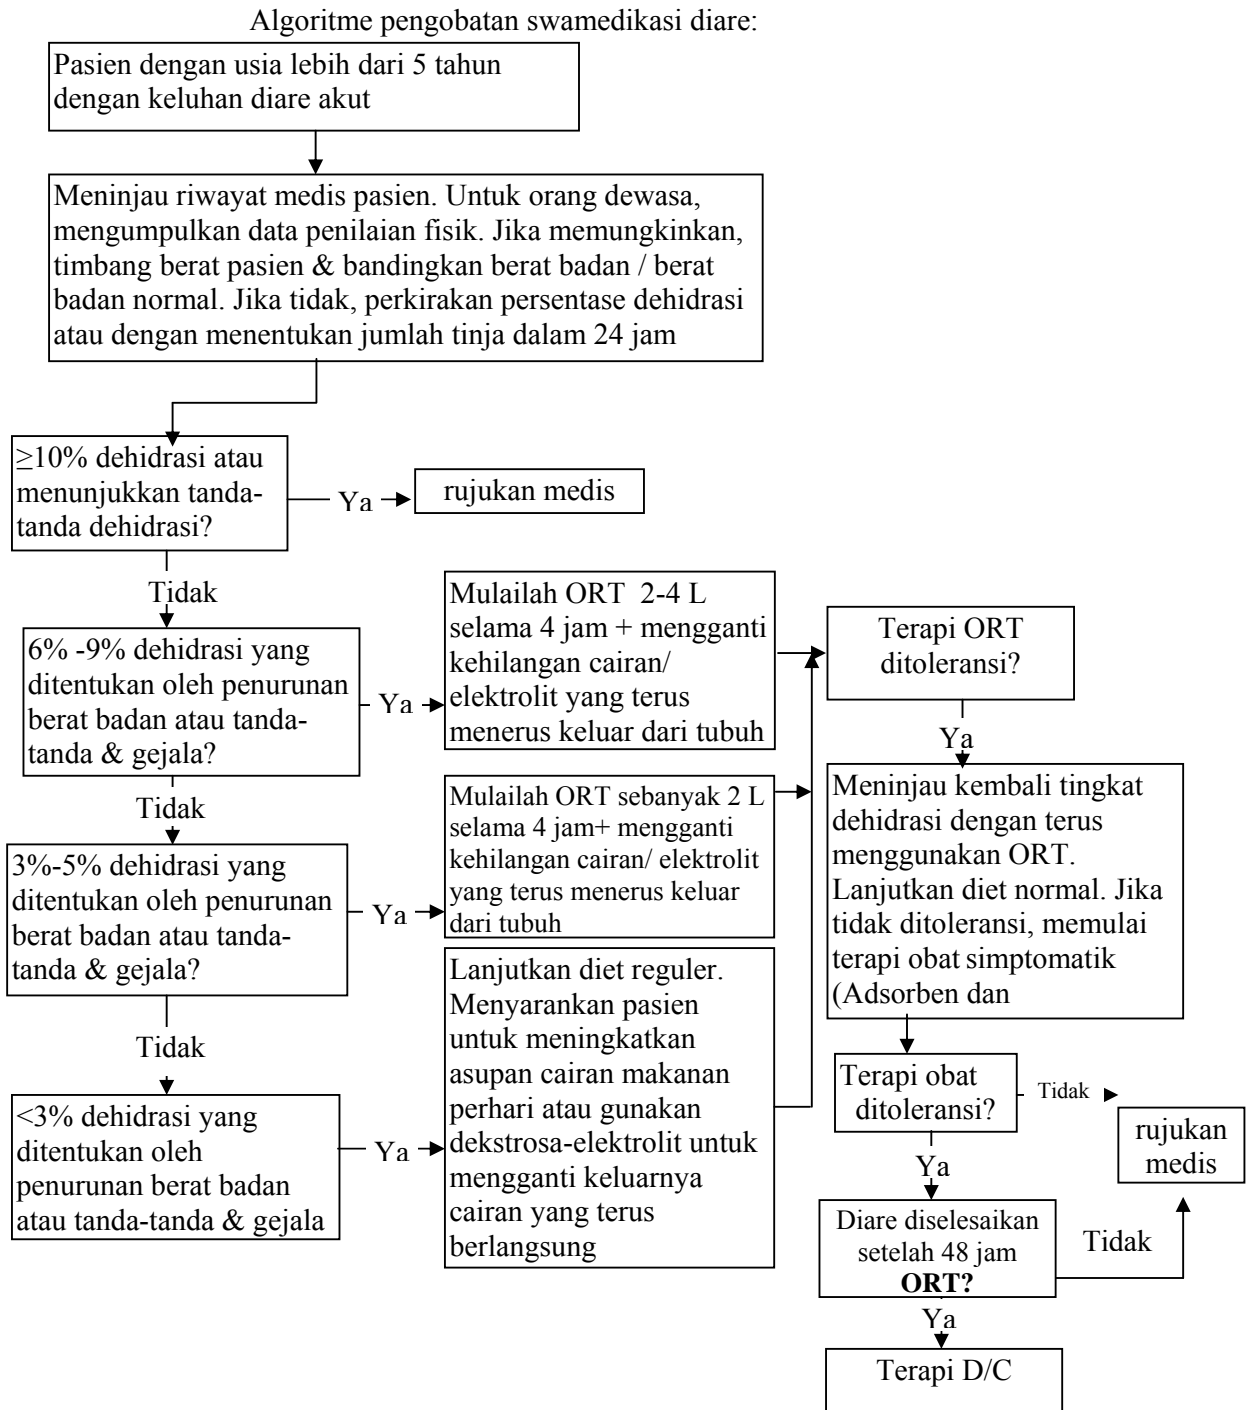 Algoritme pengobatan swamedikasi diare:
Pasien dengan usia lebih dari 5 tahun
dengan keluhan diare akut
Meninjau riwayat medis pasien. Untuk orang dewasa,
mengumpulkan data penilaian fisik. Jika memungkinkan,
timbang berat pasien & bandingkan berat badan / berat
badan normal. Jika tidak, perkirakan persentase dehidrasi
atau dengan menentukan jumlah tinja dalam 24 jam
≥10% dehidrasi atau
menunjukkan tanda-
tanda dehidrasi?
Ya
rujukan medis
Tidak
6% -9% dehidrasi yang
ditentukan oleh penurunan
berat badan atau tanda-
tanda & gejala?
Ya
Mulailah ORT 2-4 L
selama 4 jam + mengganti
kehilangan cairan/
elektrolit yang terus
menerus keluar dari tubuh
Tidak
3%-5% dehidrasi yang
ditentukan oleh penurunan
berat badan atau tanda-
tanda & gejala?
Ya
Mulailah ORT sebanyak 2 L
selama 4 jam+ mengganti
kehilangan cairan/ elektrolit
yang terus menerus keluar
dari tubuh
Tidak
<3% dehidrasi yang
ditentukan oleh
penurunan berat badan
atau tanda-tanda & gejala
Ya
Lanjutkan diet reguler.
Menyarankan pasien
untuk meningkatkan
asupan cairan makanan
perhari atau gunakan
dekstrosa-elektrolit untuk
mengganti keluarnya
cairan yang terus
berlangsung
Terapi ORT
ditoleransi?
Ya
Meninjau kembali tingkat
dehidrasi dengan terus
menggunakan ORT.
Lanjutkan diet normal. Jika
tidak ditoleransi, memulai
terapi obat simptomatik
(Adsorben dan
Terapi obat
ditoleransi?
Tidak
rujukan
medis
Ya
Diare diselesaikan
setelah 48 jam
ORT?
Tidak
Ya
Terapi D/C